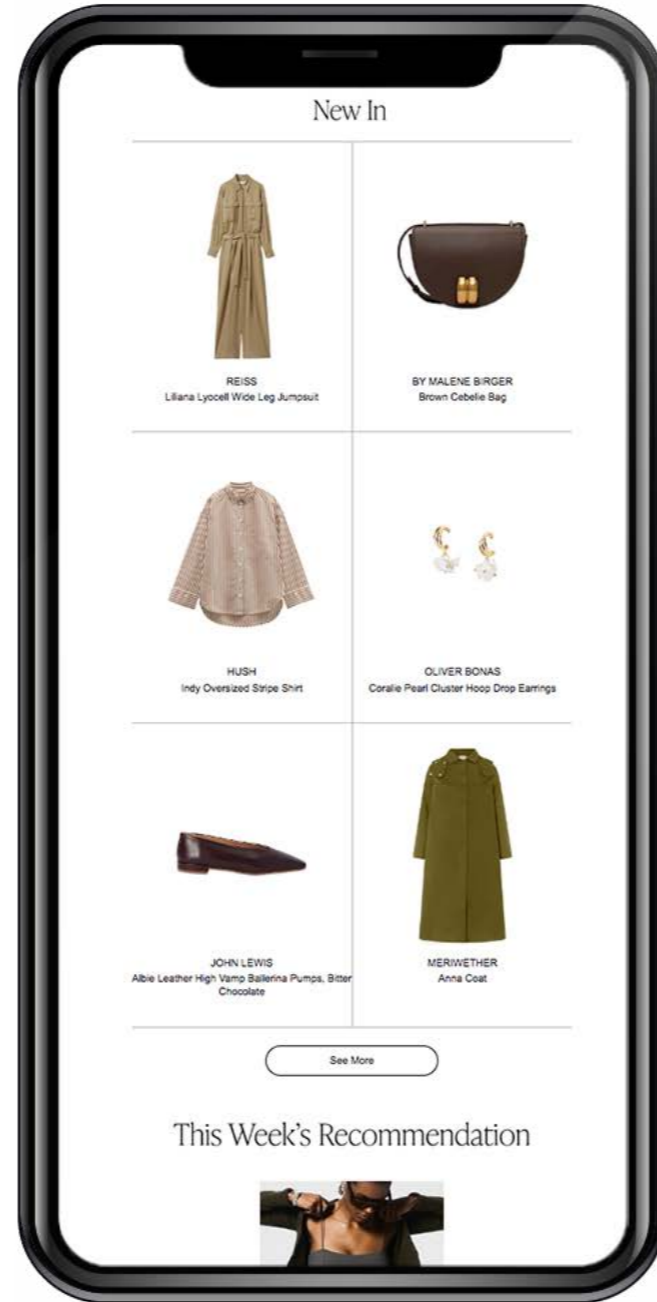 New In
REISS
Liliana Lyocell Wide Leg Jumpsuit
BY MALENE BIRGER
Brown Cebelie Bag
HUSH
Indy Oversized Stripe Shirt
OLIVER BONAS
Coralie Pearl Cluster Hoop Drop Earrings
JOHN LEWIS
Albie Leather High Vamp Ballerina Pumps, Bitter
Chocolate
MERIWETHER
Anna Coat
See More
This Week’s Recommendation